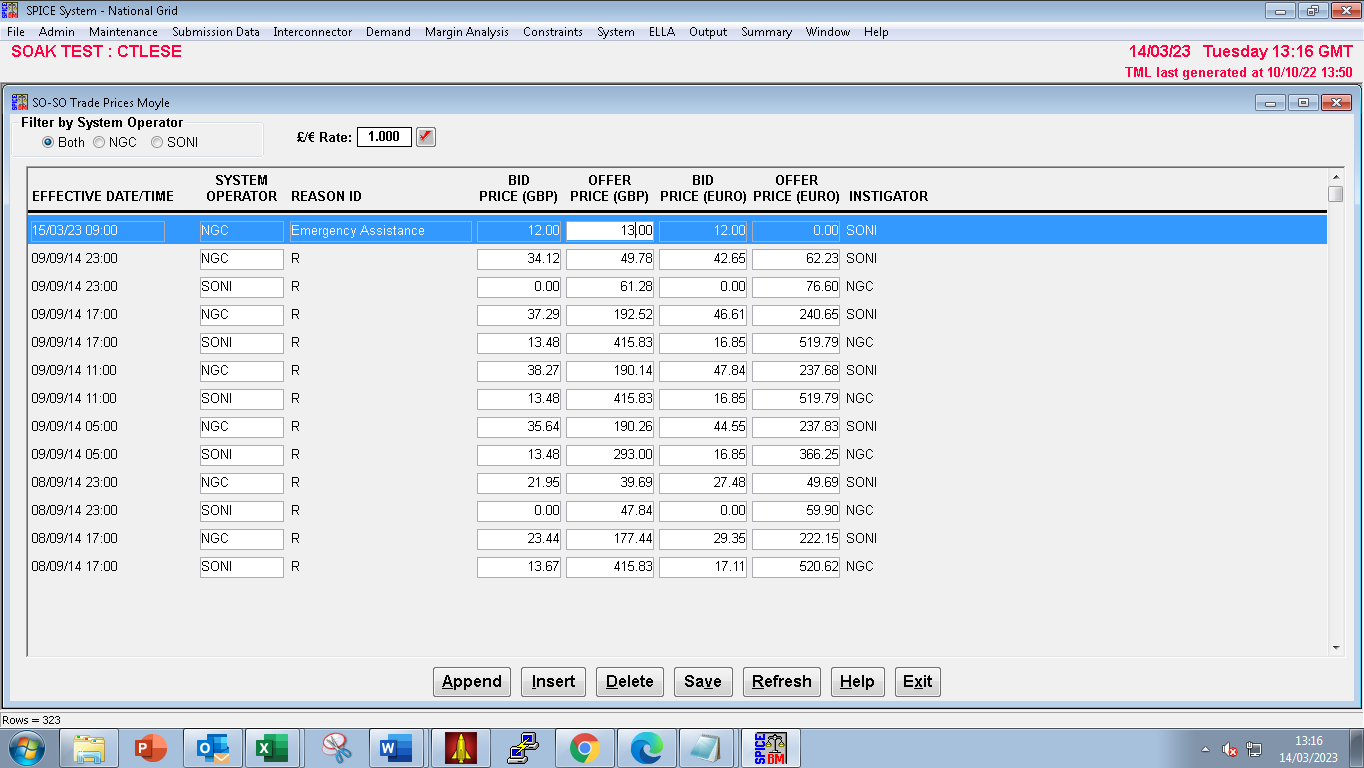 SPICE System - National Grid
File Admin Maintenance Submission Data Interconnector Demand Margin Analysis Constraints System ELLA Output Summary Window Help
SOAK TEST : CTLESE 14/03/23 Tuesday 13:16 GMT
TML last generated at 10/10/22 13:50
SO-SO Trade Prices Moyle
Filter by System Operator
Both NGC SONI £/€ Rate: 1.000
SYSTEM BID OFFER BID OFFER
EFFECTIVE DATE/TIME OPERATOR REASON ID PRICE (GBP) PRICE (GBP) PRICE (EURO) PRICE (EURO) INSTIGATOR
15/03/23 09:00 NGC Emergency Assistance 12.00 13.00 12.00 0.00 SONI
09/09/14 23:00 NGC R 34.12 49.78 42.65 62.23 SONI
09/09/14 23:00 SONI R 0.00 61.28 0.00 76.60 NGC
09/09/14 17:00 NGC R 37.29 192.52 46.61 240.65 SONI
09/09/14 17:00 SONI R 13.48 415.83 16.85 519.79 NGC
09/09/14 11:00 NGC R 38.27 190.14 47.84 237.68 SONI
09/09/14 11:00 SONI R 13.48 415.83 16.85 519.79 NGC
09/09/14 05:00 NGC R 35.64 190.26 44.55 237.83 SONI
09/09/14 05:00 SONI R 13.48 293.00 16.85 366.25 NGC
08/09/14 23:00 NGC R 21.95 39.69 27.48 49.69 SONI
08/09/14 23:00 SONI R 0.00 47.84 0.00 59.90 NGC
08/09/14 17:00 NGC R 23.44 177.44 29.35 222.15 SONI
08/09/14 17:00 SONI R 13.67 415.83 17.11 520.62 NGC
Append Insert Delete Save Refresh Help Exit
Rows = 323
SPICE
BM
13:16
14/03/2023